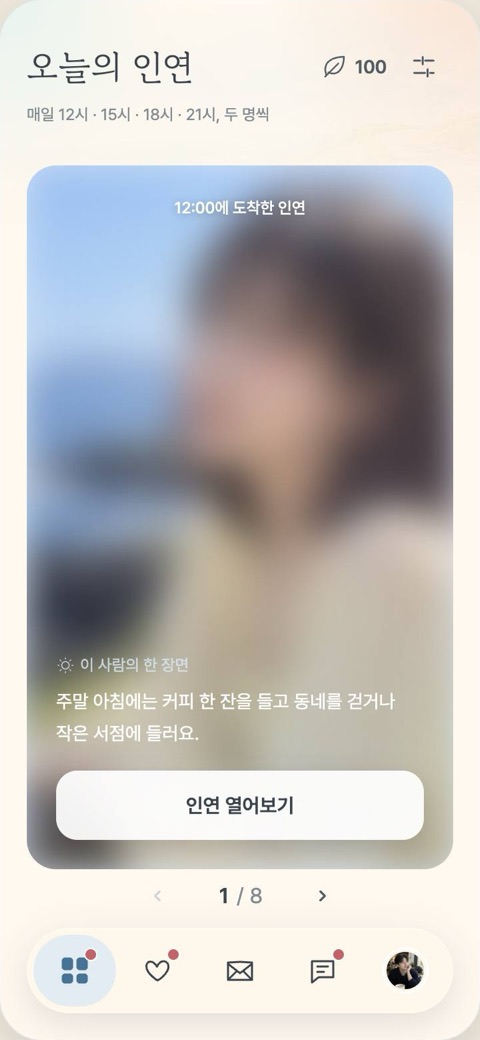 오늘의 인연
100
매일 12시 · 15시 · 18시 · 21시, 두 명씩
12:00에 도착한 인연
이 사람의 한 장면
주말 아침에는 커피 한 잔을 들고 동네를 걷거나
작은 서점에 들러요.
인연 열어보기
1 / 8